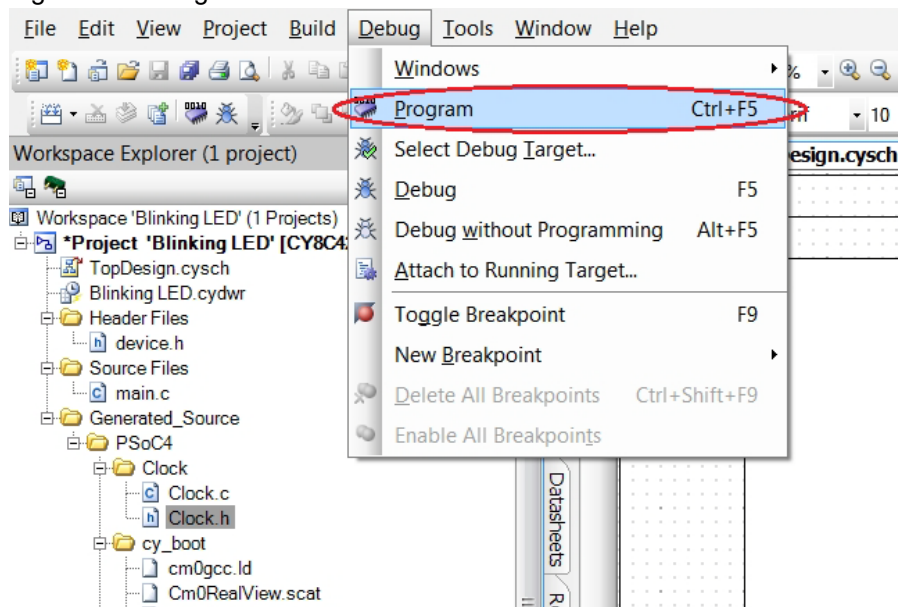 File Edit View Project Build Debug Tools Window Help
Windows
%
Program Ctrl+F5
10
Workspace Explorer (1 project)
Select Debug Target...
esign.cysch
Debug F5
Workspace 'Blinking LED' (1 Projects)
Debug without Programming Alt+F5
*Project 'Blinking LED' [CY8C4
TopDesign.cysch
Attach to Running Target...
Blinking LED.cydwr
Header Files
Toggle Breakpoint F9
device.h
New Breakpoint
Source Files
main.c
Delete All Breakpoints Ctrl+Shift+F9
Generated_Source
Enable All Breakpoints
PSoC4
Clock
Clock.c
Datasheets
Clock.h
cy_boot
cm0gcc.ld
Cm0RealView.scat